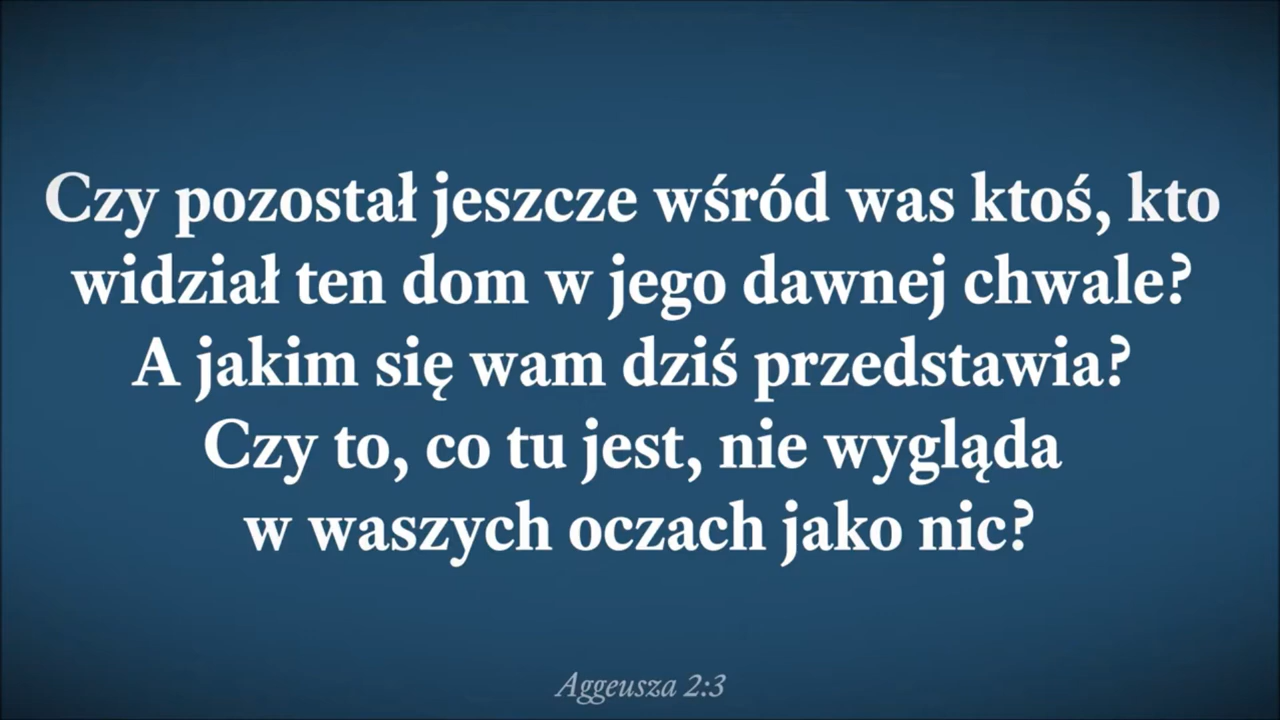 Czy pozostał jeszcze wśród was ktoś, kto
widział ten dom w jego dawnej chwale?
A jakim się wam dziś przedstawia?
Czy to, co tu jest, nie wygląda
w waszych oczach jako nic?
Aggeusza 2:3